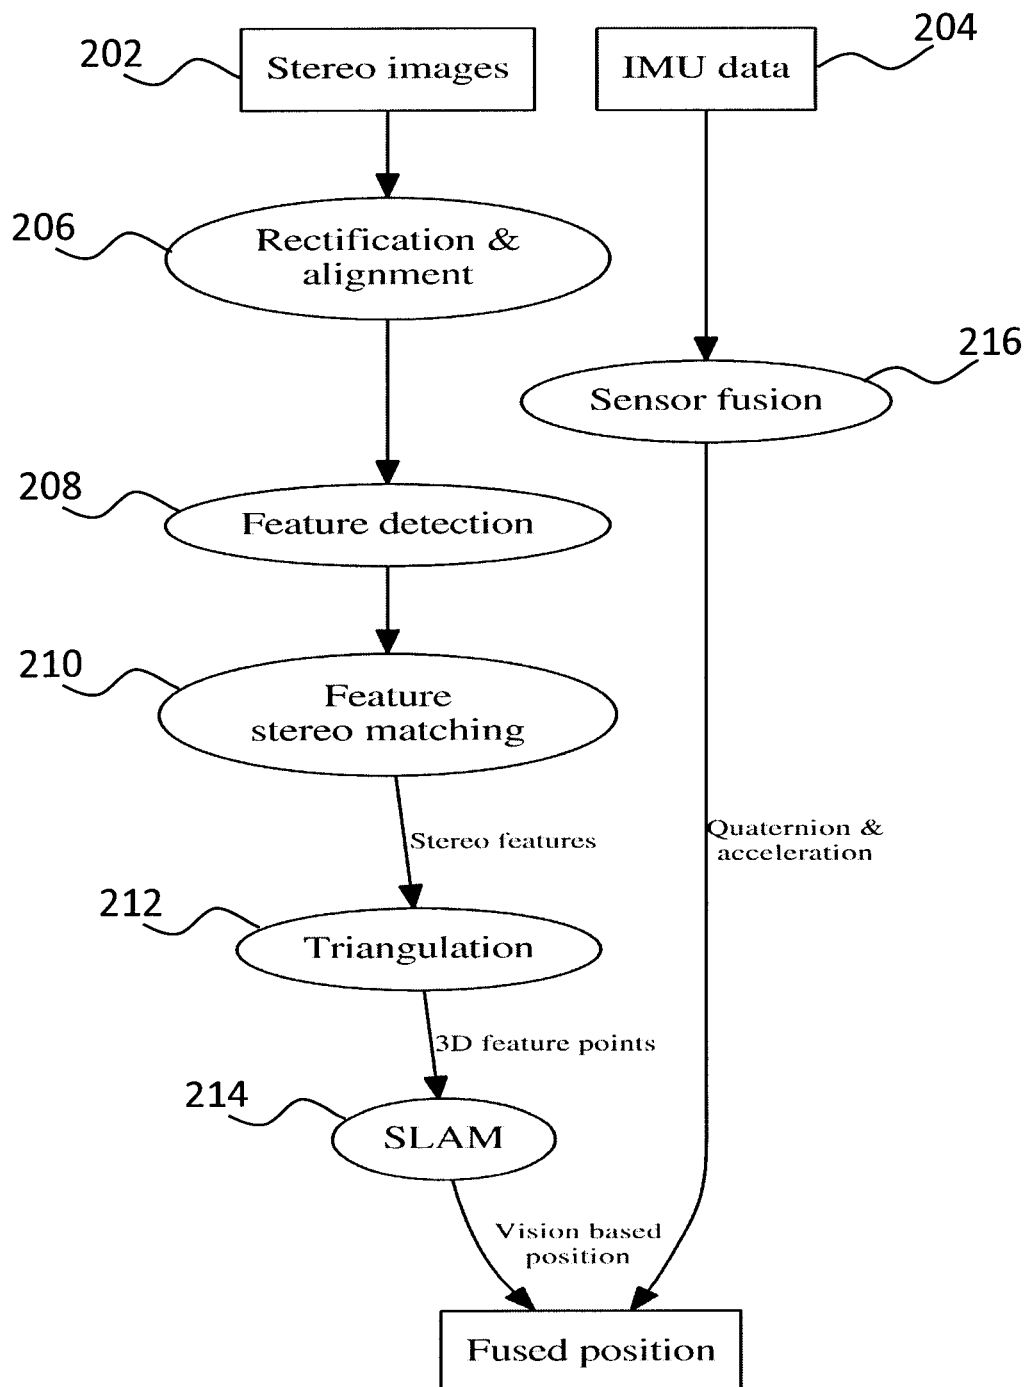 202
Stereo images
IMU data
204
206
Rectification &
alignment
216
Sensor fusion
208
Feature detection
210
Feature
stereo matching
Stereo features
Quaternion &
acceleration
212
Triangulation
3D feature points
214
SLAM
Vision based
position
Fused position